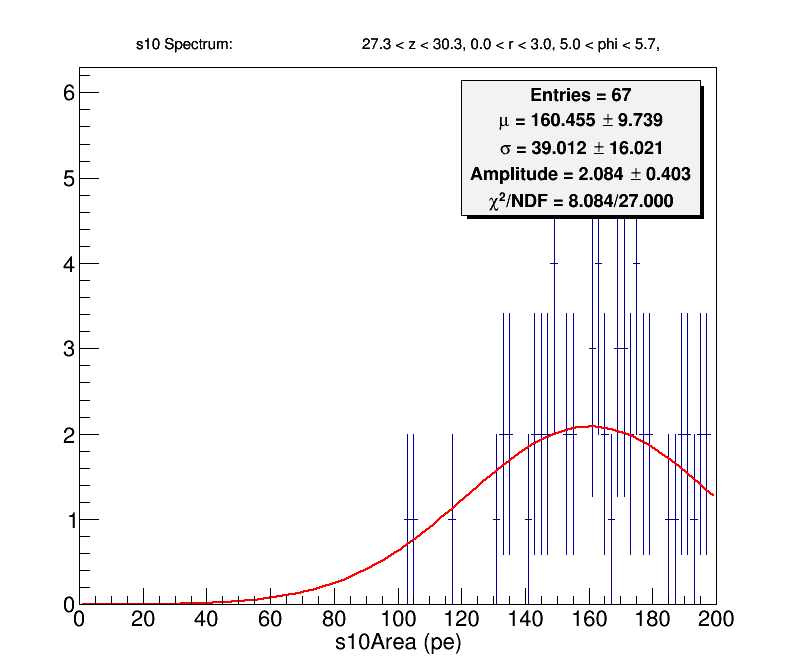 s10 Spectrum: 27.3 < z < 30.3, 0.0 < r < 3.0, 5.0 < phi < 5.7,
Entries = 67
μ = 160.455 ± 9.739
σ = 39.012 ± 16.021
Amplitude = 2.084 ± 0.403
χ²/NDF = 8.084/27.000
6
5
4
3
2
1
0
0 20 40 60 80 100 120 140 160 180 200
s10Area (pe)